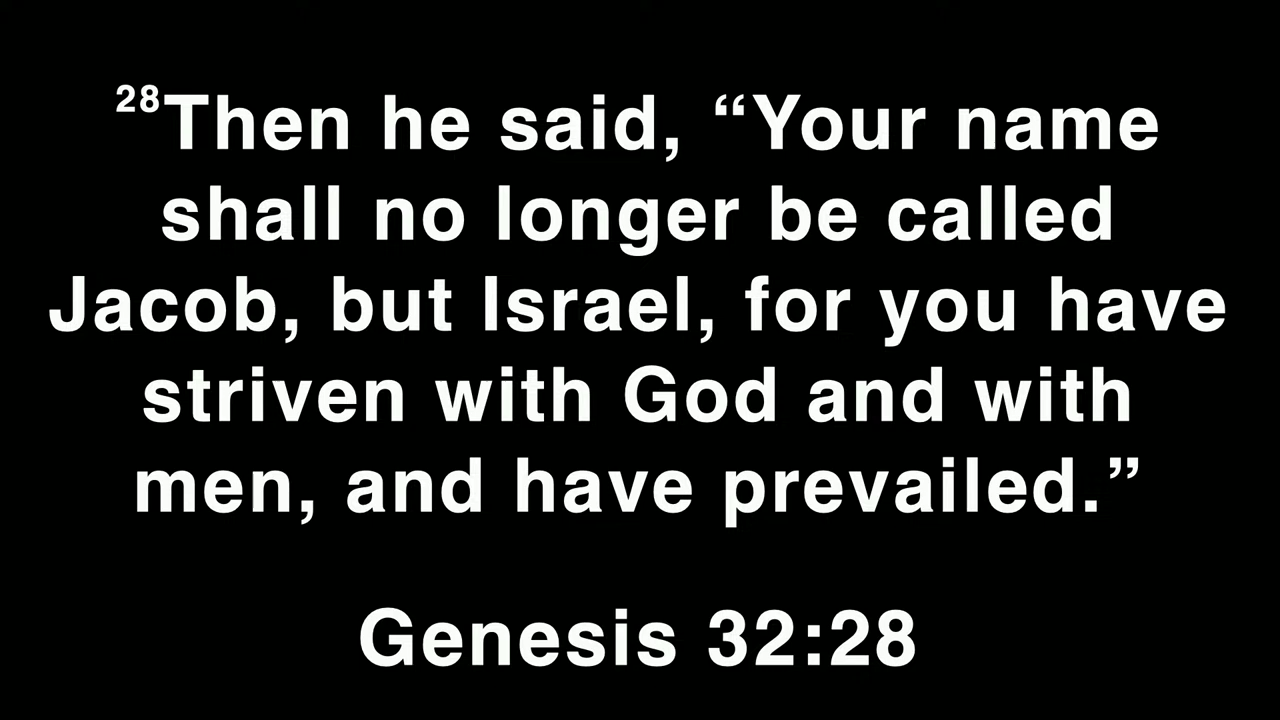 28Then he said, “Your name
shall no longer be called
Jacob, but Israel, for you have
striven with God and with
men, and have prevailed.”
Genesis 32:28